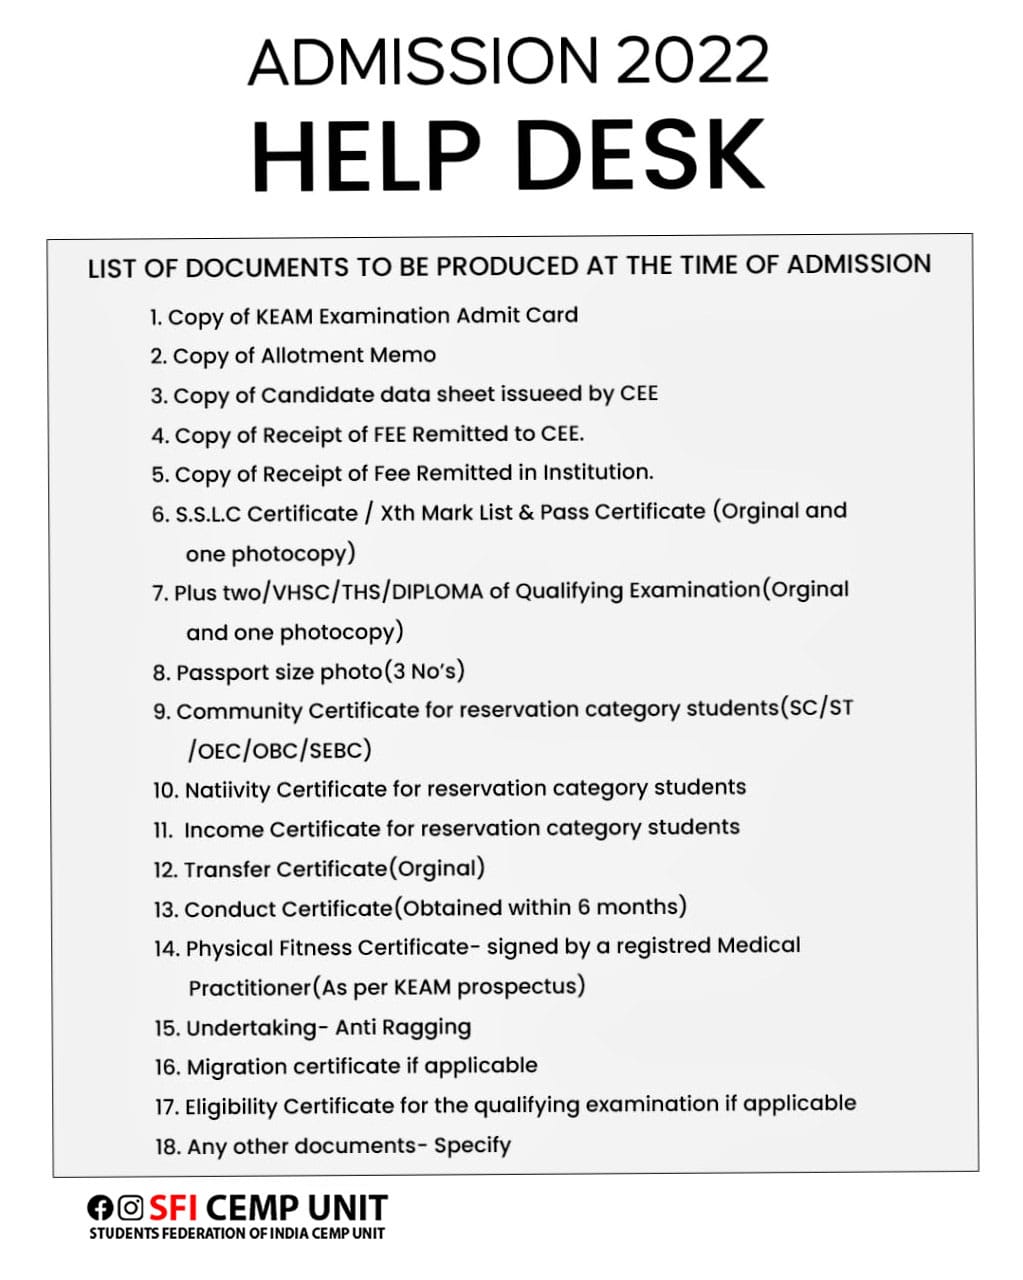 ADMISSION 2022
HELP DESK
LIST OF DOCUMENTS TO BE PRODUCED AT THE TIME OF ADMISSION
1. Copy of KEAM Examination Admit Card
2. Copy of Allotment Memo
3. Copy of Candidate data sheet issueed by CEE
4. Copy of Receipt of FEE Remitted to CEE.
5. Copy of Receipt of Fee Remitted in Institution.
6. S.S.L.C Certificate / Xth Mark List & Pass Certificate (Orginal and
one photocopy)
7. Plus two/VHSC/THS/DIPLOMA of Qualifying Examination(Orginal
and one photocopy)
8. Passport size photo(3 No's)
9. Community Certificate for reservation category students(SC/ST
/OEC/OBC/SEBC)
10. Natiivity Certificate for reservation category students
11. Income Certificate for reservation category students
12. Transfer Certificate(Orginal)
13. Conduct Certificate(Obtained within 6 months)
14. Physical Fitness Certificate- signed by a registred Medical
Practitioner(As per KEAM prospectus)
15. Undertaking- Anti Ragging
16. Migration certificate if applicable
17. Eligibility Certificate for the qualifying examination if applicable
18. Any other documents- Specify
SFI CEMP UNIT
STUDENTS FEDERATION OF INDIA CEMP UNIT